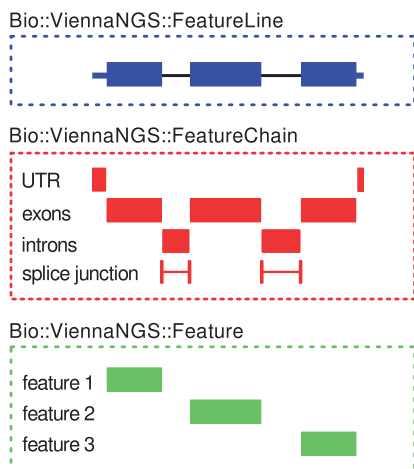 Bio::ViennaNGS::FeatureLine
Bio::ViennaNGS::FeatureChain
UTR
exons
introns
splice junction
Bio::ViennaNGS::Feature
feature 1
feature 2
feature 3